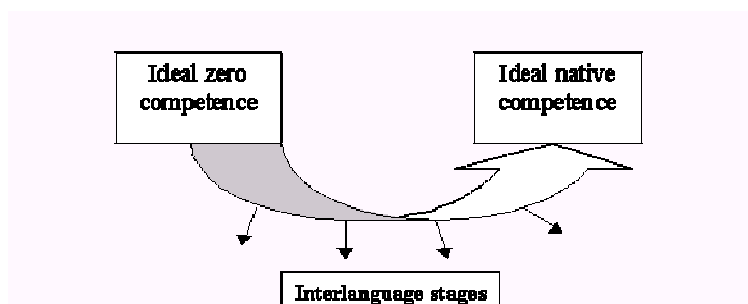 Ideal zero
competence
Ideal native
competence
Interlanguage stages